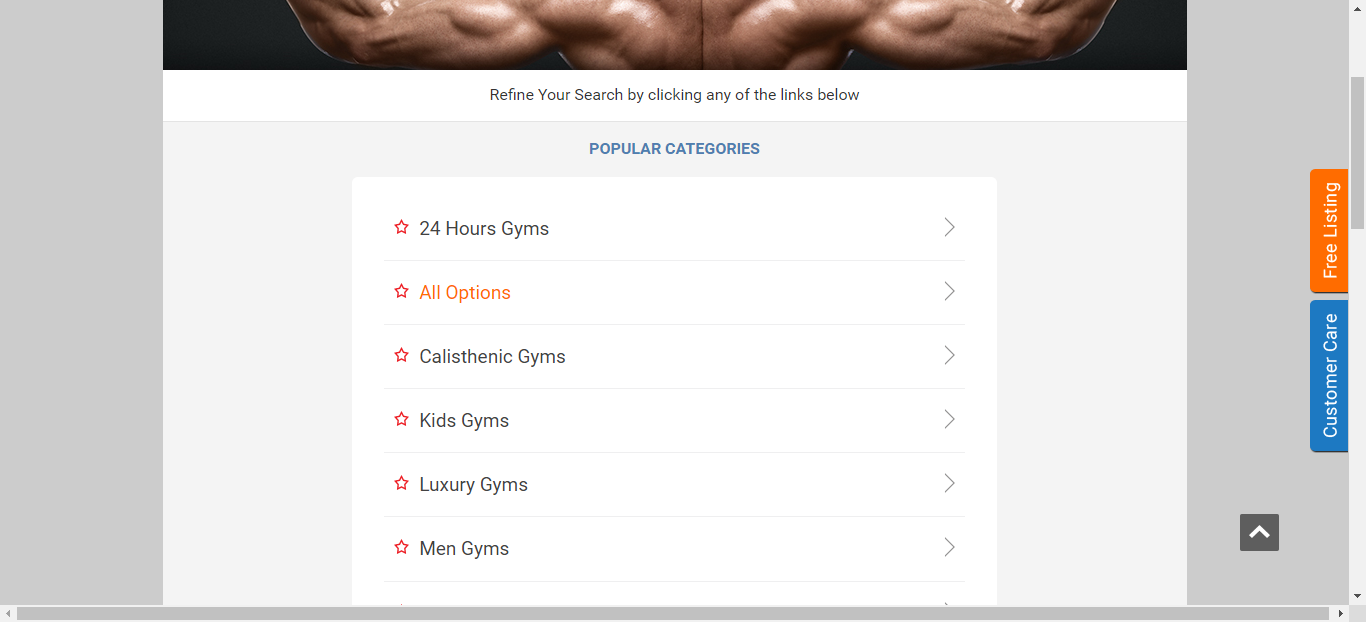 Refine Your Search by clicking any of the links below
POPULAR CATEGORIES
24 Hours Gyms
All Options
Calisthenic Gyms
Kids Gyms
Luxury Gyms
Men Gyms
Free Listing
Customer Care